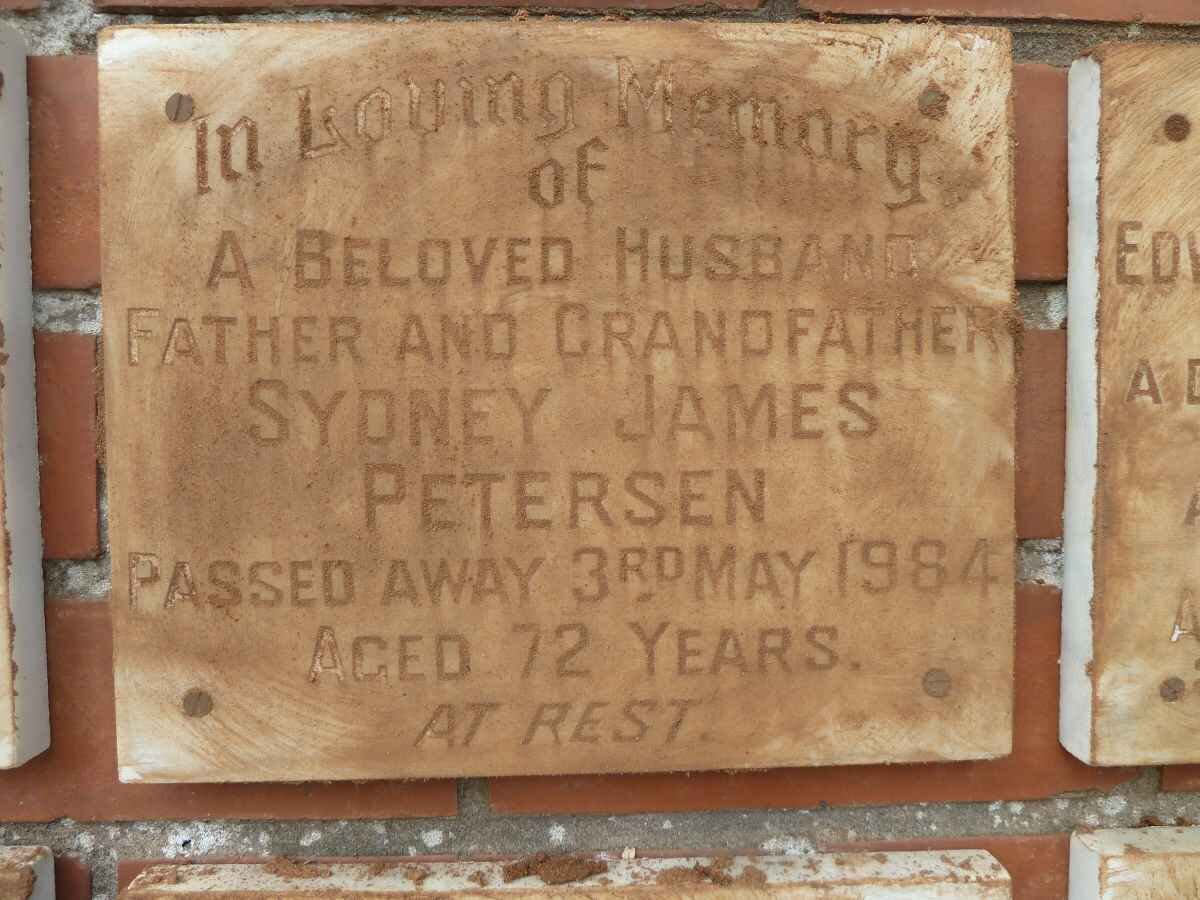 In Loving Memory
of
A BELOVED HUSBAND
FATHER AND GRANDFATHER
SYDNEY JAMES
PETERSEN
PASSED AWAY 3RD MAY 1984
AGED 72 YEARS.
AT REST.